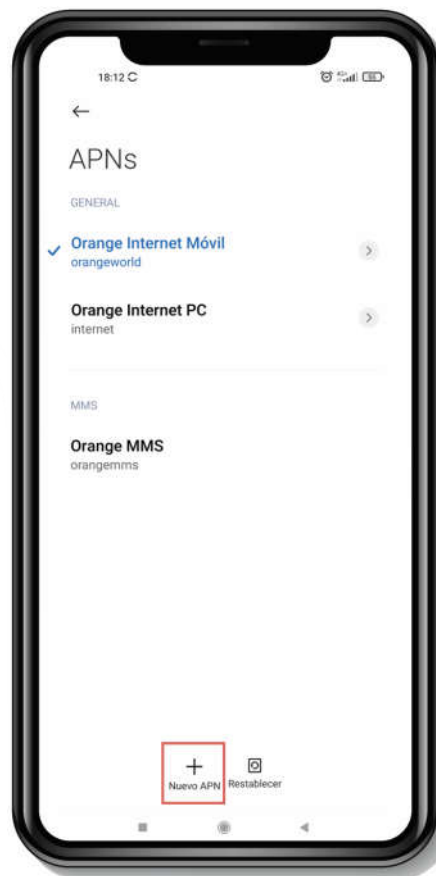 18:12
APNs
GENERAL
Orange Internet Móvil
orangeworld
Orange Internet PC
internet
MMS
Orange MMS
orangemms
Nuevo APN Restablecer